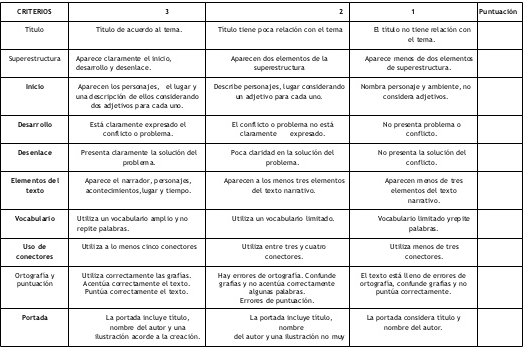 CRITERIOS 3 2 1 Puntuación
Titulo Titulo de acuerdo al tema. Titulo tiene poca relación con el tema El título no tiene relación con
el tema.
Superestructura Aparece claramente el inicio, Aparecen dos elementos de la Aparece menos de dos elementos
desarrollo y desenlace. superestructura de superestructura.
Inicio Aparecen los personajes, el lugar y Describe personajes, lugar considerando Nombra personaje y ambiente, no
una descripción de ellos considerando un adjetivo para cada uno. considera adjetivos.
dos adjetivos para cada uno.
Desarrollo Está claramente expresado el El conflicto o problema no está No presenta problema o
conflicto o problema. claramente expresado. conflicto.
Desenlace Presenta claramente la solución del Poca claridad en la solución del No presenta la solución del
problema. problema. conflicto.
Elementos del Aparece el narrador, personajes, Aparecen a los menos tres elementos Aparecen menos de tres
texto acontecimientos,lugar y tiempo. del texto narrativo. elementos del texto
narrativo.
Vocabulario Utiliza un vocabulario amplio y no Utiliza un vocabulario limitado. Vocabulario limitado yrepite
repite palabras. palabras.
Uso de Utiliza a lo menos cinco conectores Utiliza entre tres y cuatro Utiliza menos de tres
conectores conectores. conectores.
Ortografía y Utiliza correctamente las grafías. Hay errores de ortografía. Confunde El texto está lleno de errores de
puntuación Acentúa correctamente el texto. grafías y no acentúa correctamente ortografía, confunde grafías y no
Puntúa correctamente el texto. algunas palabras. puntúa correctamente.
Errores de puntuación.
Portada La portada incluye título, La portada incluye título, La portada considera título y
nombre del autor y una nombre nombre del autor.
ilustración acorde a la creación. del autor y una ilustración no muy